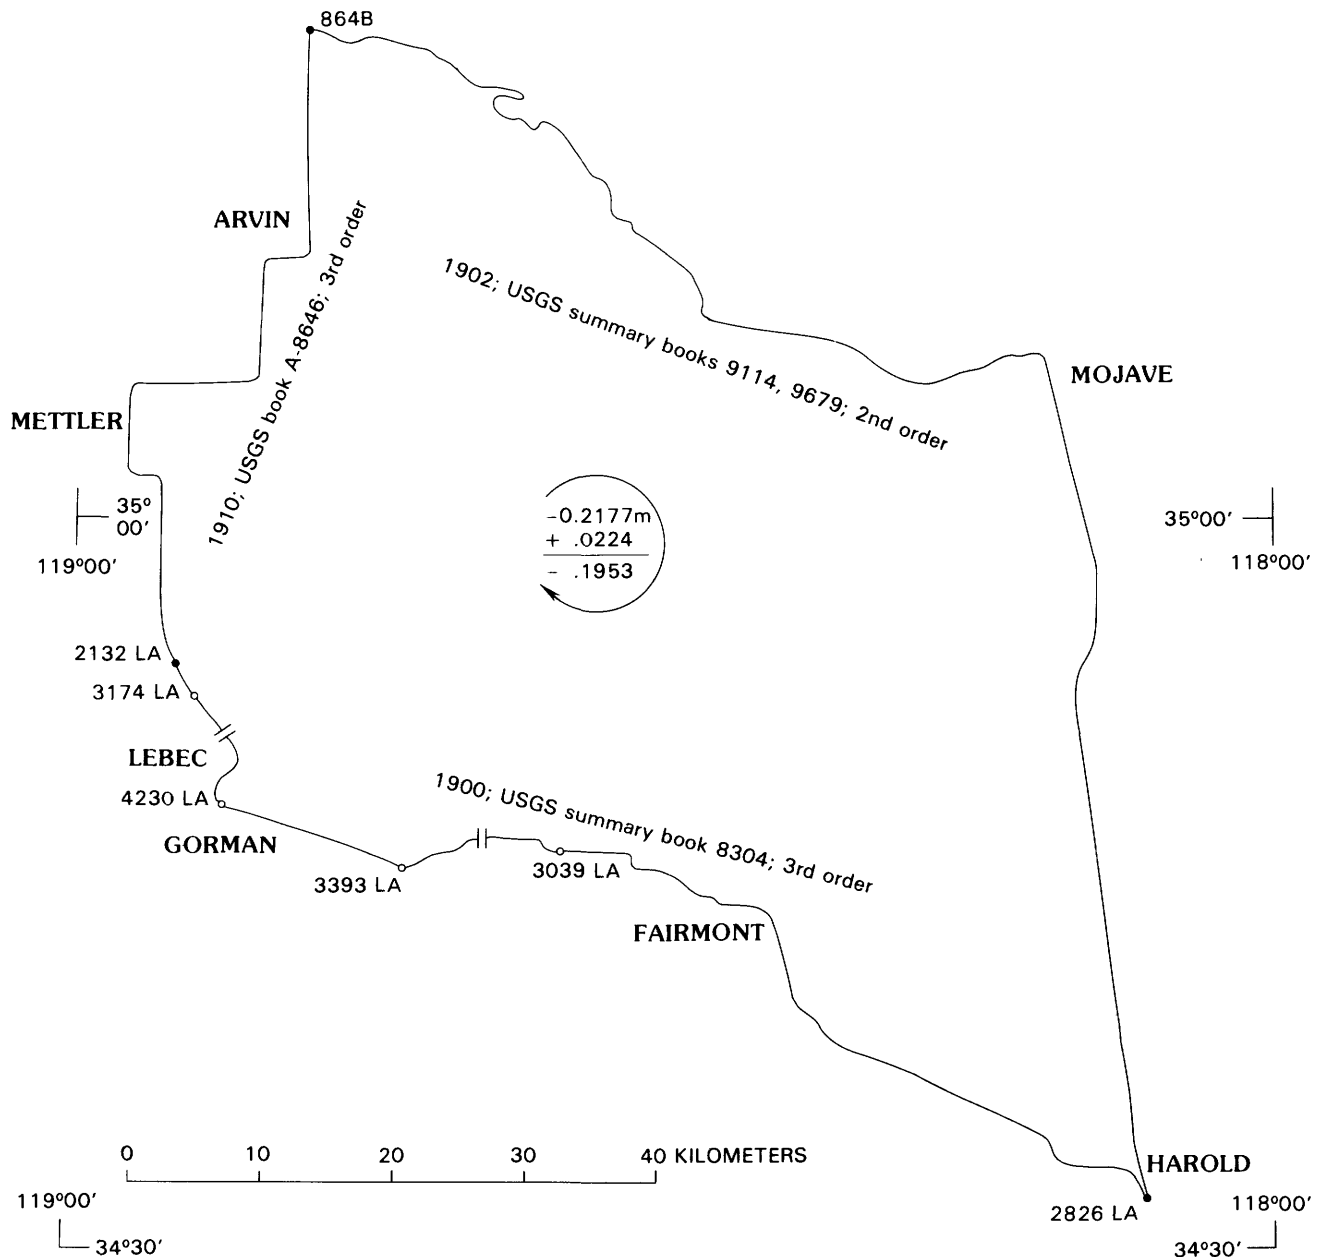 864B
ARVIN
1910; USGS book A-8646; 3rd order
1902; USGS summary books 9114, 9679; 2nd order
MOJAVE
METTLER
35°
00′
119°00′
-0.2177m
+ .0224
- .1953
35°00′
118°00′
2132 LA
3174 LA
LEBEC
4230 LA
GORMAN
1900; USGS summary book 8304; 3rd order
3393 LA
3039 LA
FAIRMONT
0 10 20 30 40 KILOMETERS
HAROLD
2826 LA
119°00′
34°30′
118°00′
34°30′